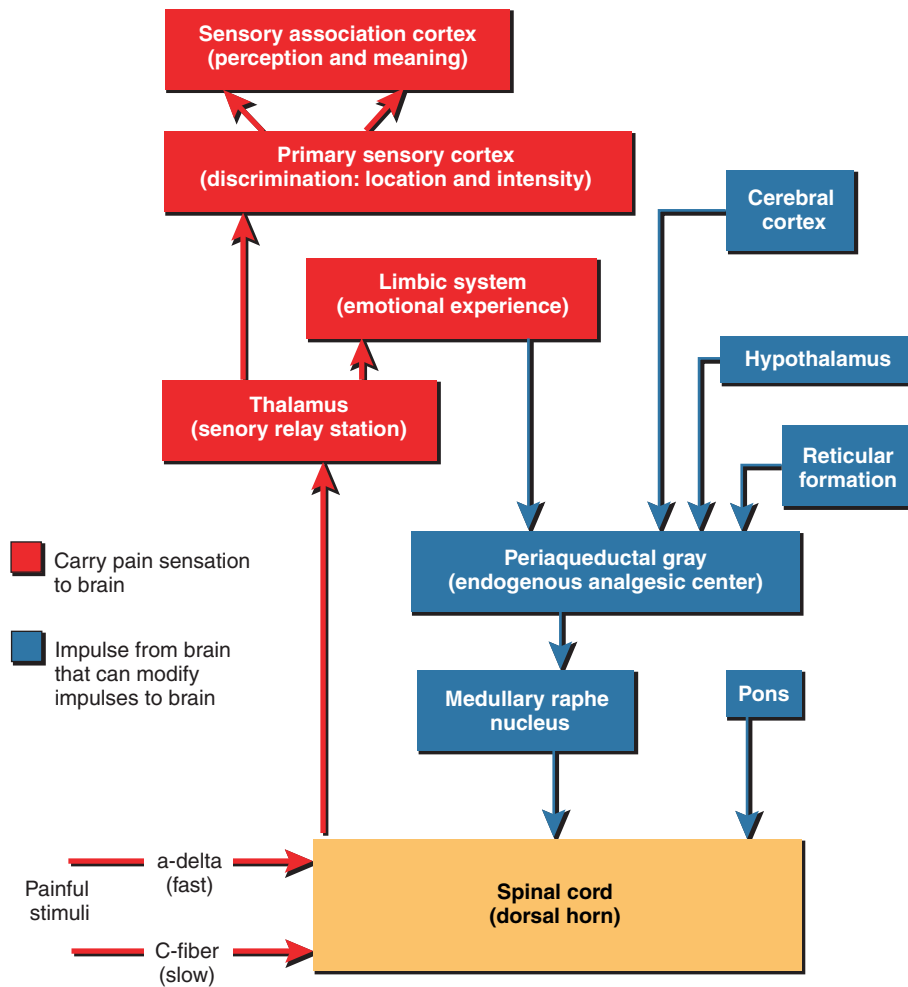 Sensory association cortex
(perception and meaning)
Primary sensory cortex
(discrimination: location and intensity)
Cerebral
cortex
Limbic system
(emotional experience)
Hypothalamus
Thalamus
(senory relay station)
Reticular
formation
Periaqueductal gray
(endogenous analgesic center)
Carry pain sensation
to brain
Impulse from brain
that can modify
impulses to brain
Medullary raphe
nucleus
Pons
Painful
stimuli
a-delta
(fast)
C-fiber
(slow)
Spinal cord
(dorsal horn)